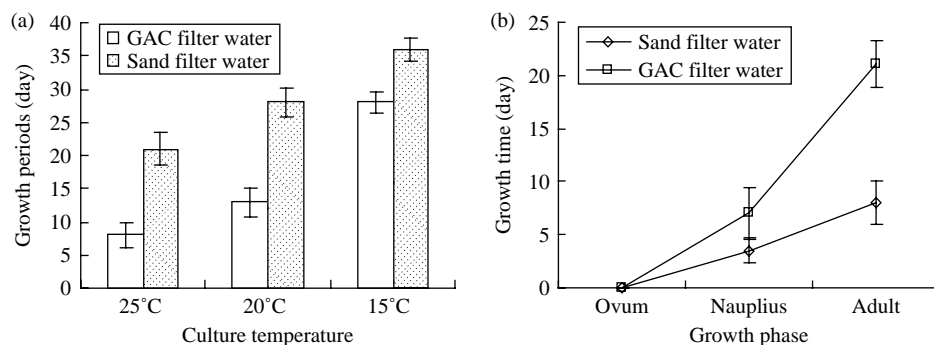 (a)
40
35
30
25
20
15
10
5
0
Growth periods (day)
GAC filter water
Sand filter water
25°C 20°C 15°C
Culture temperature
(b)
25
20
15
10
5
0
Growth time (day)
Sand filter water
GAC filter water
Ovum Nauplius Adult
Growth phase